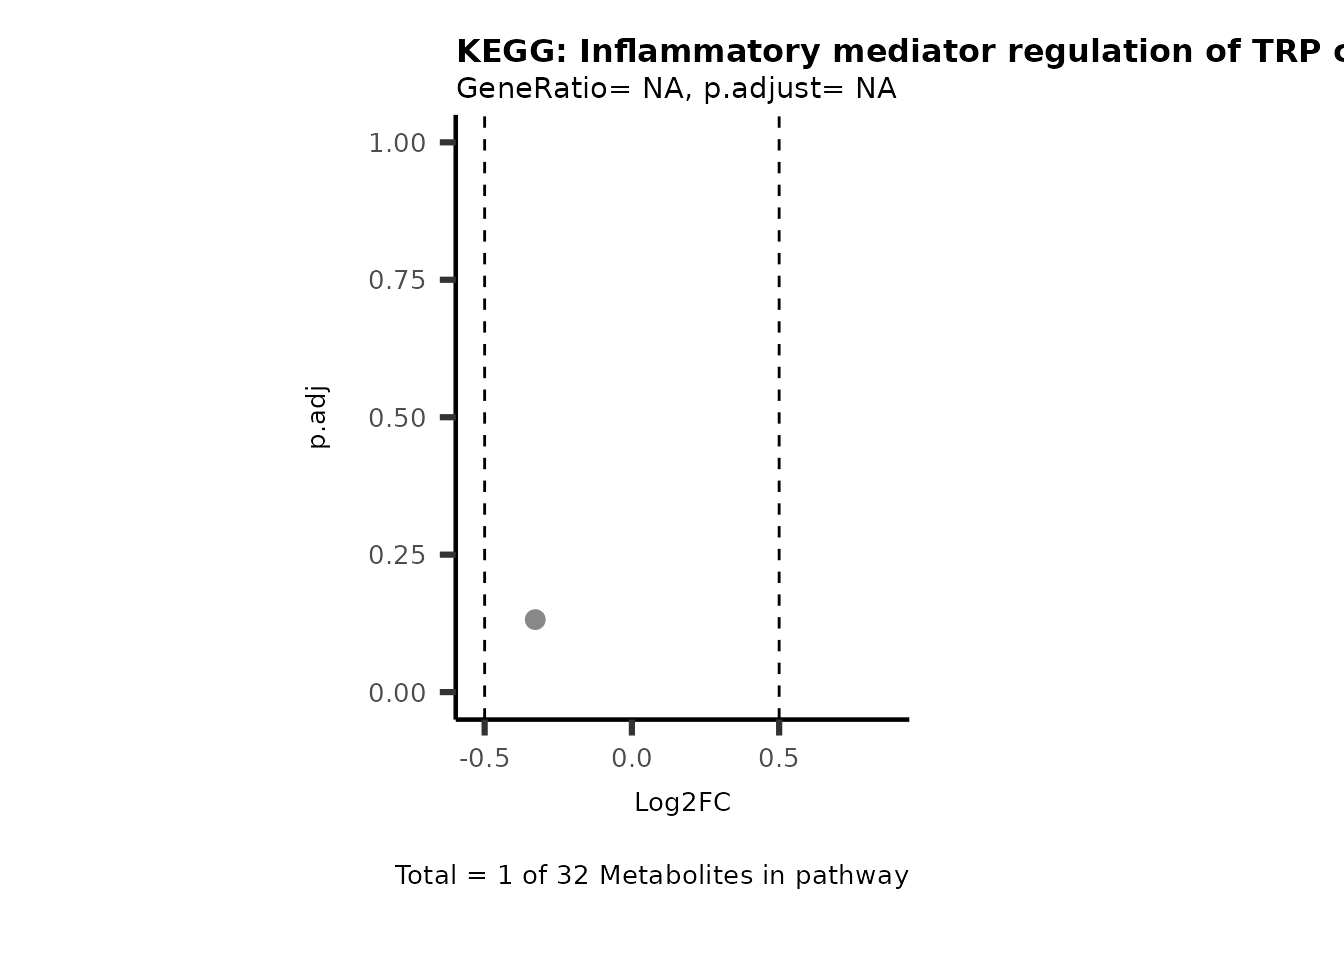 KEGG: Inflammatory mediator regulation of TRP
GeneRatio= NA, p.adjust= NA
1.00
0.75
0.50
0.25
0.00
p.adj
-0.5 0.0 0.5
Log2FC
Total = 1 of 32 Metabolites in pathway